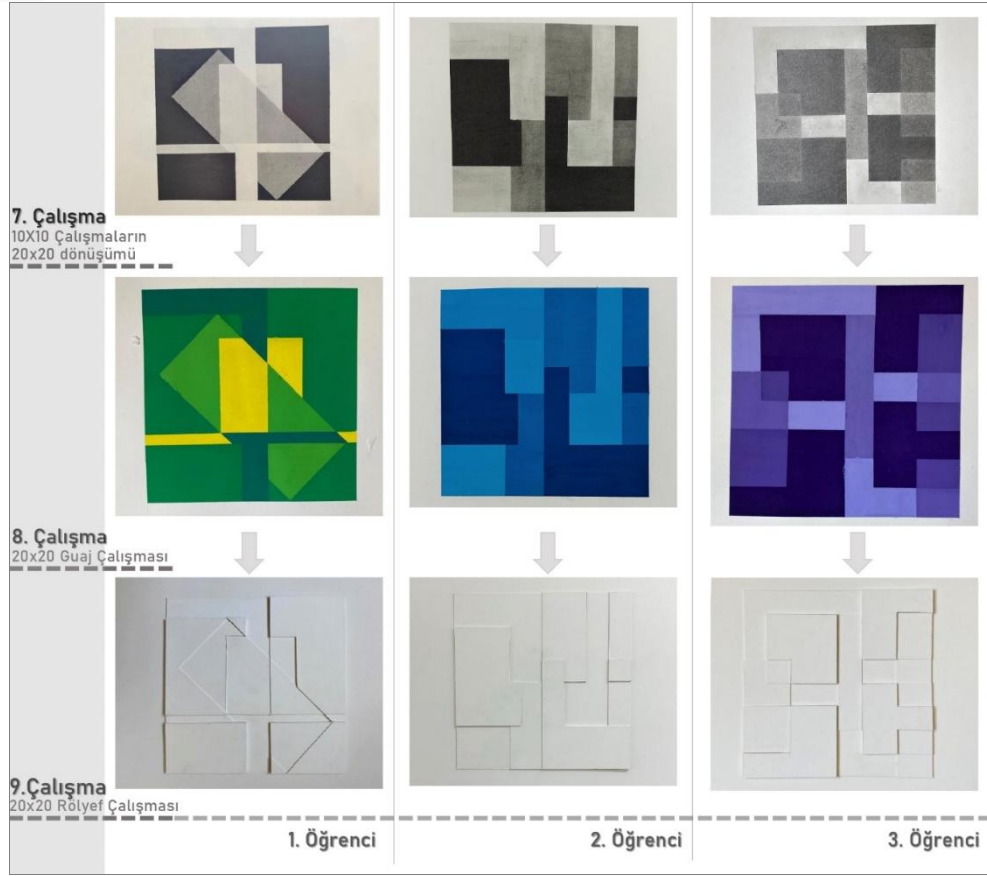 7. Çalışma
10X10 Çalışmaların
20x20 dönüşümü
8. Çalışma
20x20 Guaj Çalışması
9.Çalışma
20x20 Rölyef Çalışması
1. Öğrenci
2. Öğrenci
3. Öğrenci